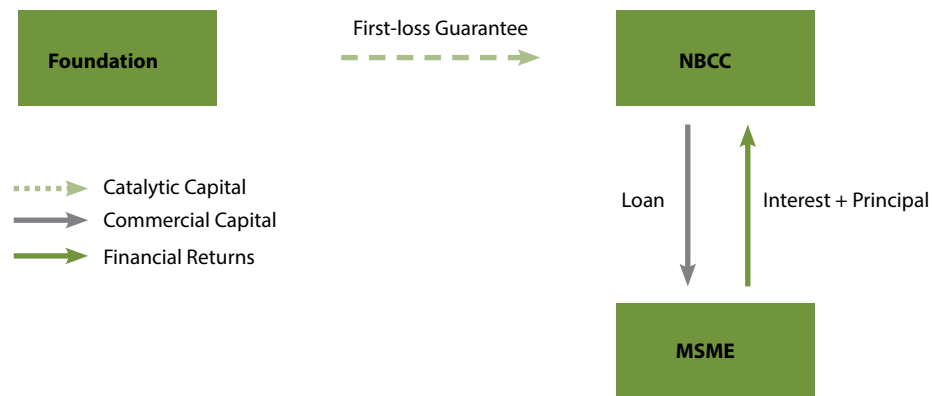 First-loss Guarantee
Foundation
NBCC
Catalytic Capital
Commercial Capital
Financial Returns
Loan
Interest + Principal
MSME